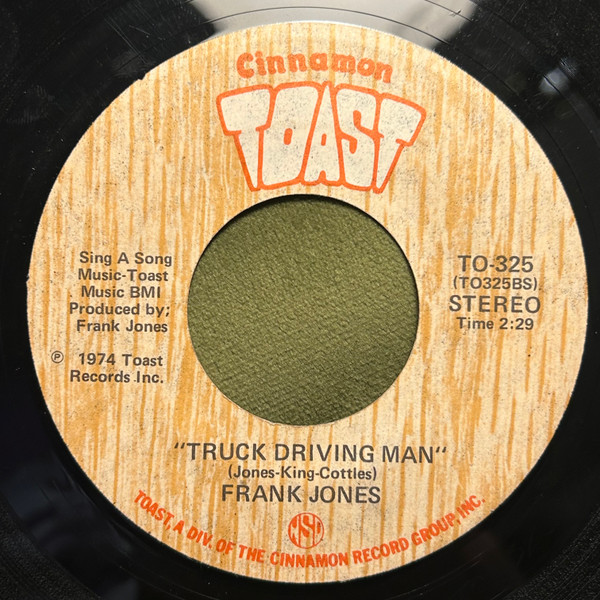 Cinnamon
TOAST
Sing A Song
Music-Toast
Music BMI
Produced by;
Frank Jones
℗ 1974 Toast
Records Inc.
TO-325
(TO325BS)
STEREO
Time 2:29
"TRUCK DRIVING MAN"
(Jones-King-Cottles)
FRANK JONES
NSD
TOAST, A DIV. OF THE CINNAMON RECORD GROUP, INC.